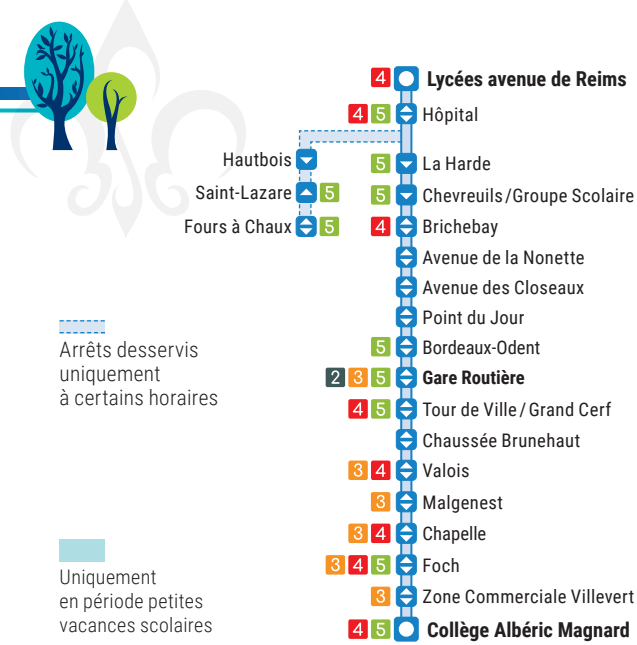 4 Lycées avenue de Reims
4 5 Hôpital
Hautbois
5 La Harde
Saint-Lazare 5
5 Chevreuils/Groupe Scolaire
Fours à Chaux 5
4 Brichebay
Avenue de la Nonette
Avenue des Closeaux
Point du Jour
5 Bordeaux-Odent
2 3 5 Gare Routière
4 5 Tour de Ville/Grand Cerf
Chaussée Brunehaut
3 4 Valois
3 Malgenest
3 4 Chapelle
3 4 5 Foch
3 Zone Commerciale Villevert
4 5 Collège Albéric Magnard
Arrêts desservis
uniquement
à certains horaires
Uniquement
en période petites
vacances scolaires